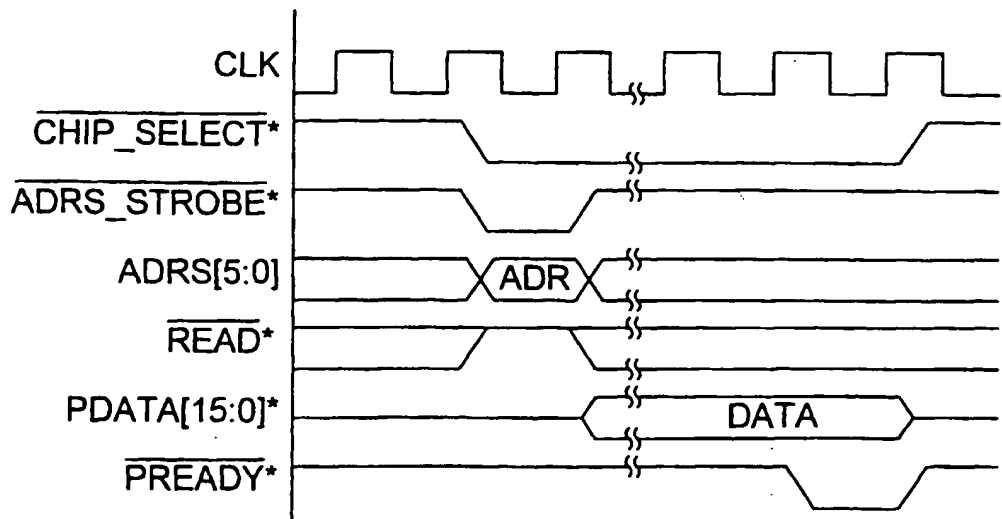 CLK
CHIP_SELECT*
ADRS_STROBE*
ADRS[5:0]
ADR
READ*
PDATA[15:0]*
DATA
PREADY*